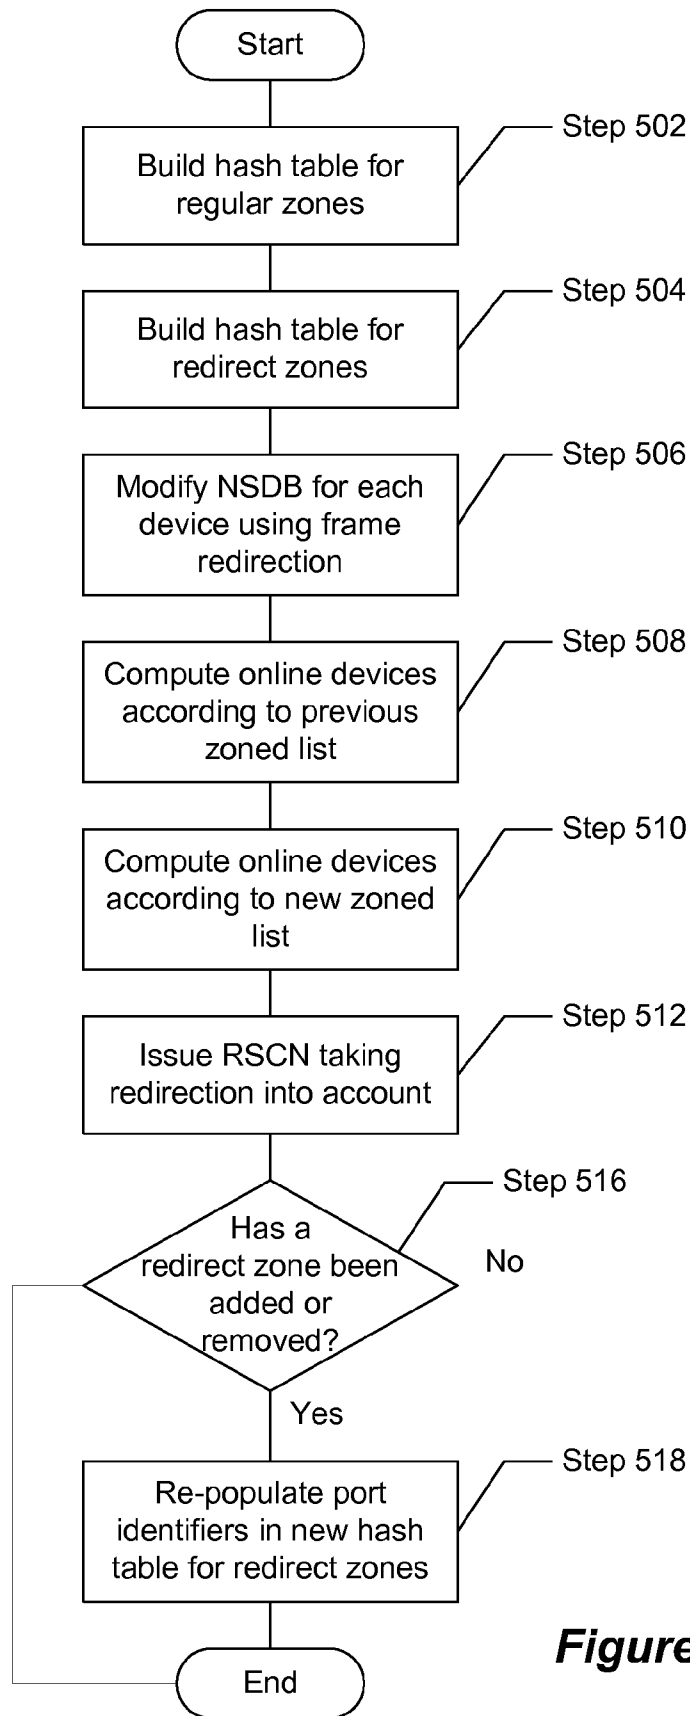 Start
Step 502
Build hash table for
regular zones
Step 504
Build hash table for
redirect zones
Step 506
Modify NSDB for each
device using frame
redirection
Step 508
Compute online devices
according to previous
zoned list
Step 510
Compute online devices
according to new zoned
list
Step 512
Issue RSCN taking
redirection into account
Step 516
Has a
redirect zone been
added or
removed?
No
Yes
Step 518
Re-populate port
identifiers in new hash
table for redirect zones
End
Figure